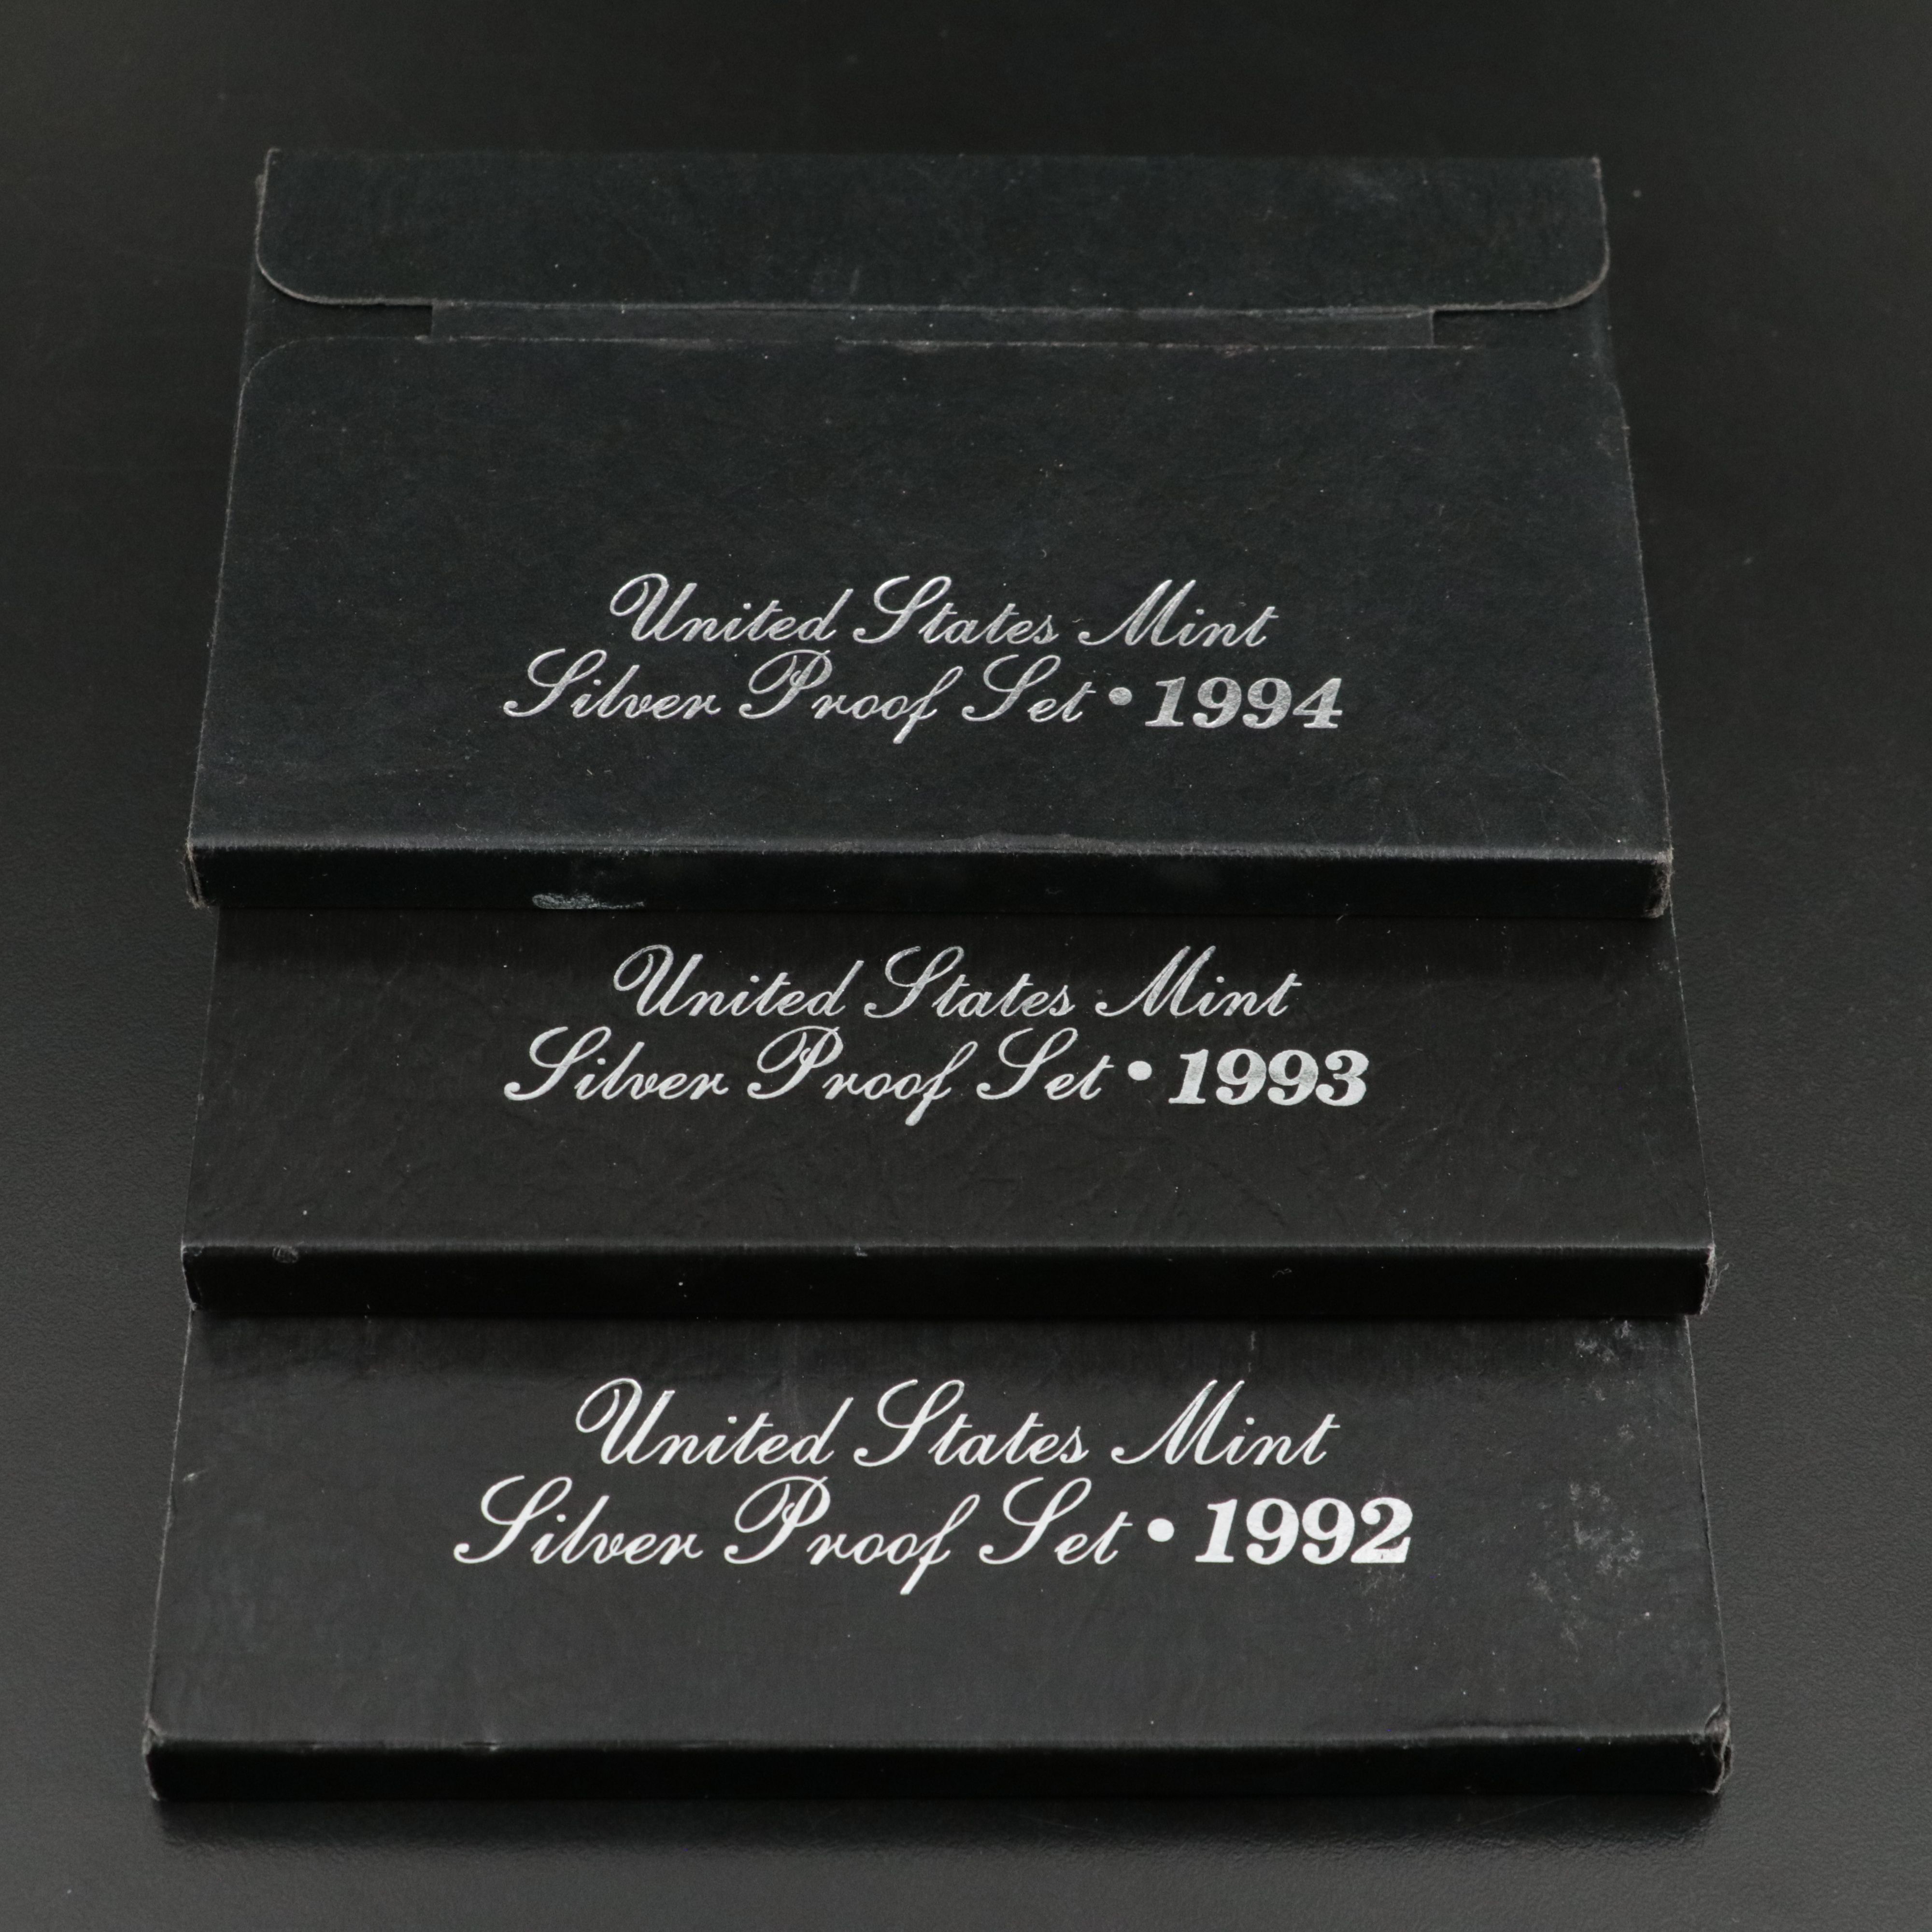 United States Mint
Silver Proof Set • 1994
United States Mint
Silver Proof Set • 1993
United States Mint
Silver Proof Set • 1992